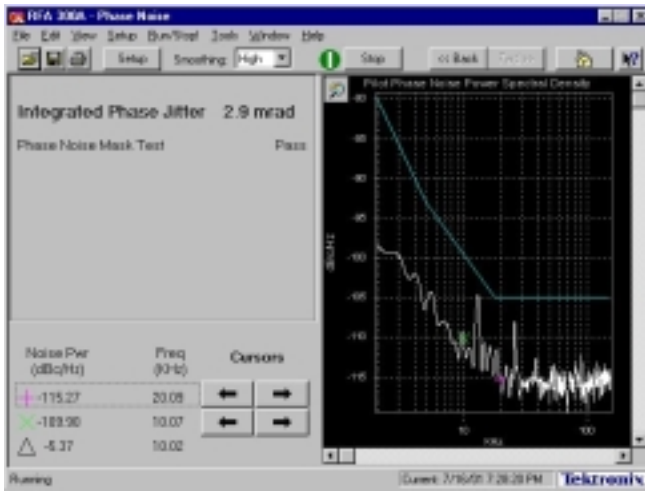 RFA 300A - Phase Noise
File Edit View Setup Run/Stop! Tools Window Help
Setup Smoothing: High Stop << Back
Pilot Phase Noise Power Spectral Density
Integrated Phase Jitter 2.9 mrad
Phase Noise Mask Test Pass
-80
-85
-90
-95
-100
-105
-110
-115
dBc/Hz
10 100
KHz
Noise Pwr Freq Cursors
(dBc/Hz) (KHz)
-115.27 20.09
-109.90 10.07
-5.37 10.02
Running Current: 7/16/01 7:28:20 PM Tektronix